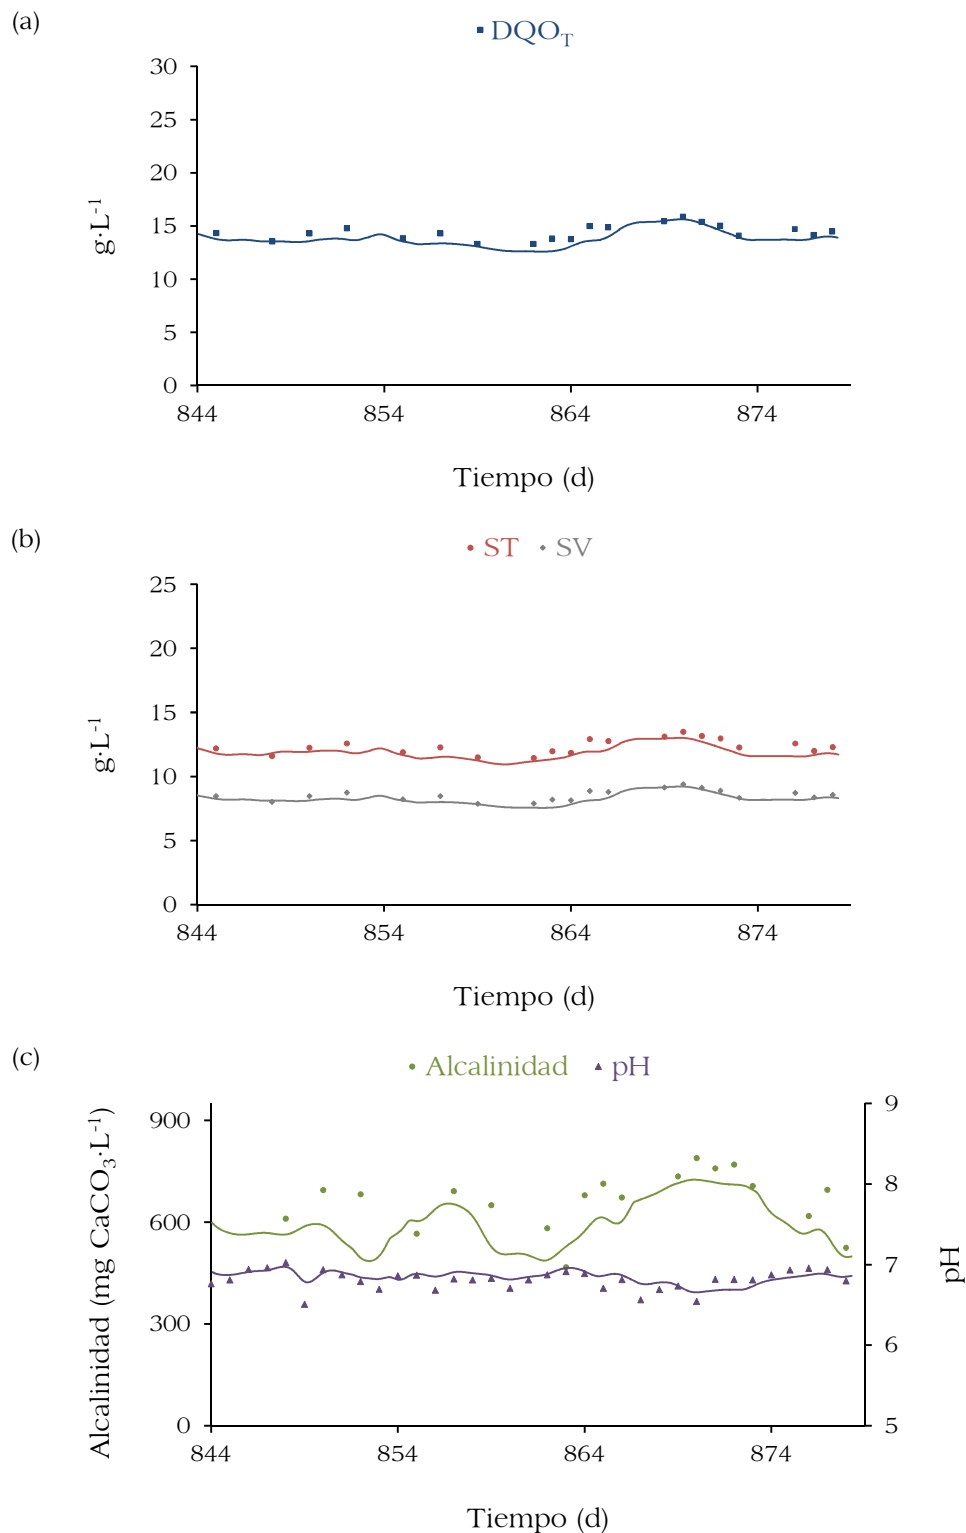 (a)
DQO_T
30
25
20
15
10
5
0
g·L⁻¹
844 854 864 874
Tiempo (d)
(b)
ST SV
25
20
15
10
5
0
g·L⁻¹
844 854 864 874
Tiempo (d)
(c)
Alcalinidad pH
900
600
300
0
Alcalinidad (mg CaCO₃·L⁻¹)
9
8
7
6
5
pH
844 854 864 874
Tiempo (d)